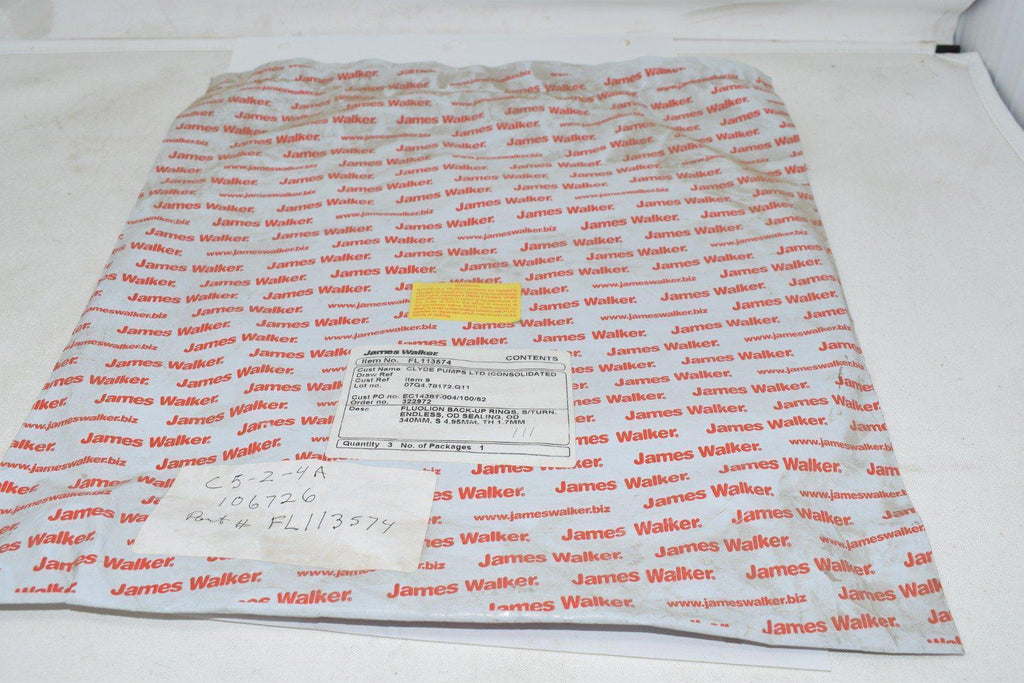 James Walker.
www.jameswalker.biz
James Walker.
Item No. FL113574 CONTENTS
Cust Name CLYDE PUMPS LTD (CONSOLIDATED
Draw Ref
Cust Ref Item 9
Lot no. 07Q4.78172.Q11
Cust PO no: EC14381-004/100/52
Order no. 322972
Desc FLUOLION BACK-UP RINGS, S/TURN,
ENDLESS, OD SEALING, OD
340MM, S 4.95MM, TH 1.7MM
111
Quantity 3 No. of Packages 1
C5-2-4A
106726
Part # FL113574